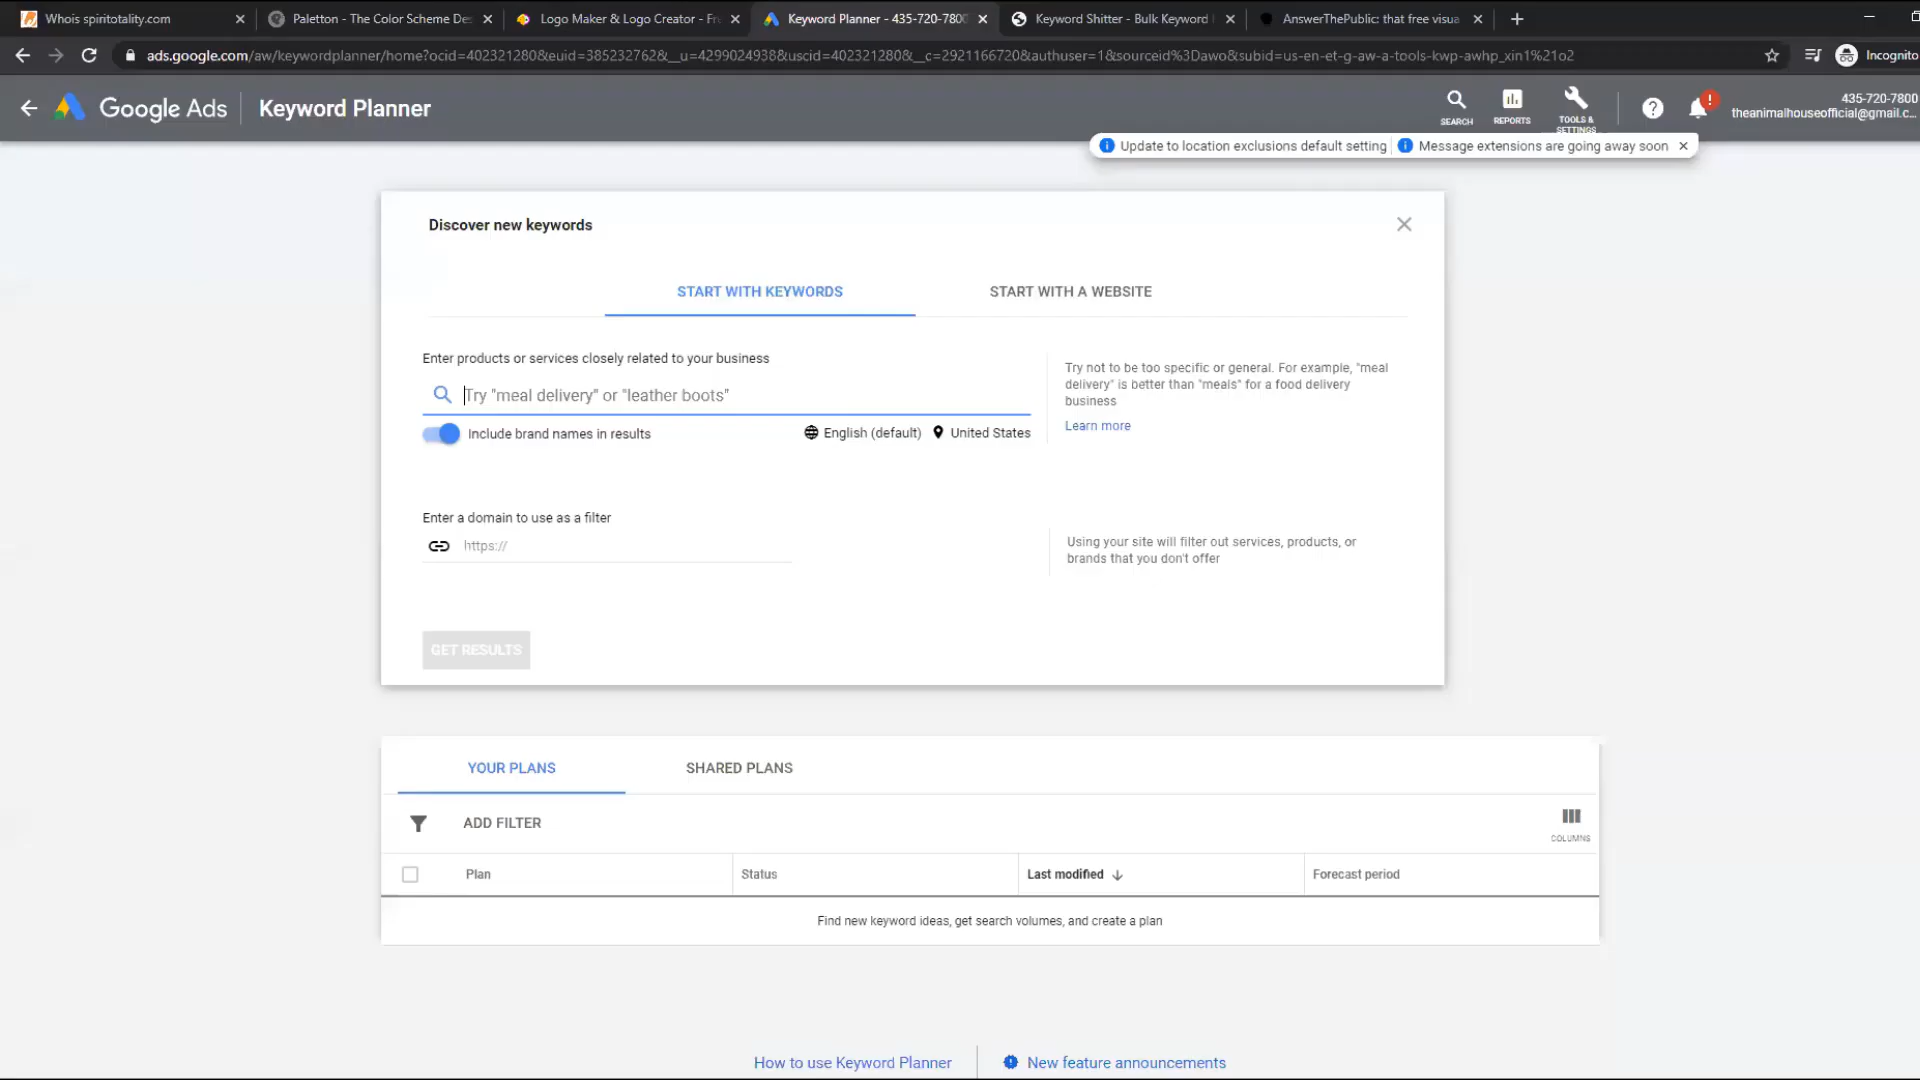 Whois spiritotality.com
Paletton - The Color Scheme De
Logo Maker & Logo Creator - Fr
Keyword Planner - 435-720-780
Keyword Shitter - Bulk Keyword
AnswerThePublic: that free visua
ads.google.com/aw/keywordplanner/home?ocid=402321280&euid=385232762&__u=4299024938&uscid=402321280&__c=2921166720&authuser=1&sourceid%3Dawo&subid=us-en-et-g-aw-a-tools-kwp-awhp_xin1%21o2
Incognito
Google Ads
Keyword Planner
SEARCH
REPORTS
TOOLS & SETTINGS
435-720-7800
theanimalhouseofficial@gmail.c...
Update to location exclusions default setting
Message extensions are going away soon
Discover new keywords
START WITH KEYWORDS
START WITH A WEBSITE
Enter products or services closely related to your business
Try "meal delivery" or "leather boots"
Include brand names in results
English (default)
United States
Try not to be too specific or general. For example, "meal
delivery" is better than "meals" for a food delivery
business
Learn more
Enter a domain to use as a filter
https://
Using your site will filter out services, products, or
brands that you don't offer
GET RESULTS
YOUR PLANS
SHARED PLANS
ADD FILTER
COLUMNS
Plan
Status
Last modified
Forecast period
Find new keyword ideas, get search volumes, and create a plan
How to use Keyword Planner
New feature announcements